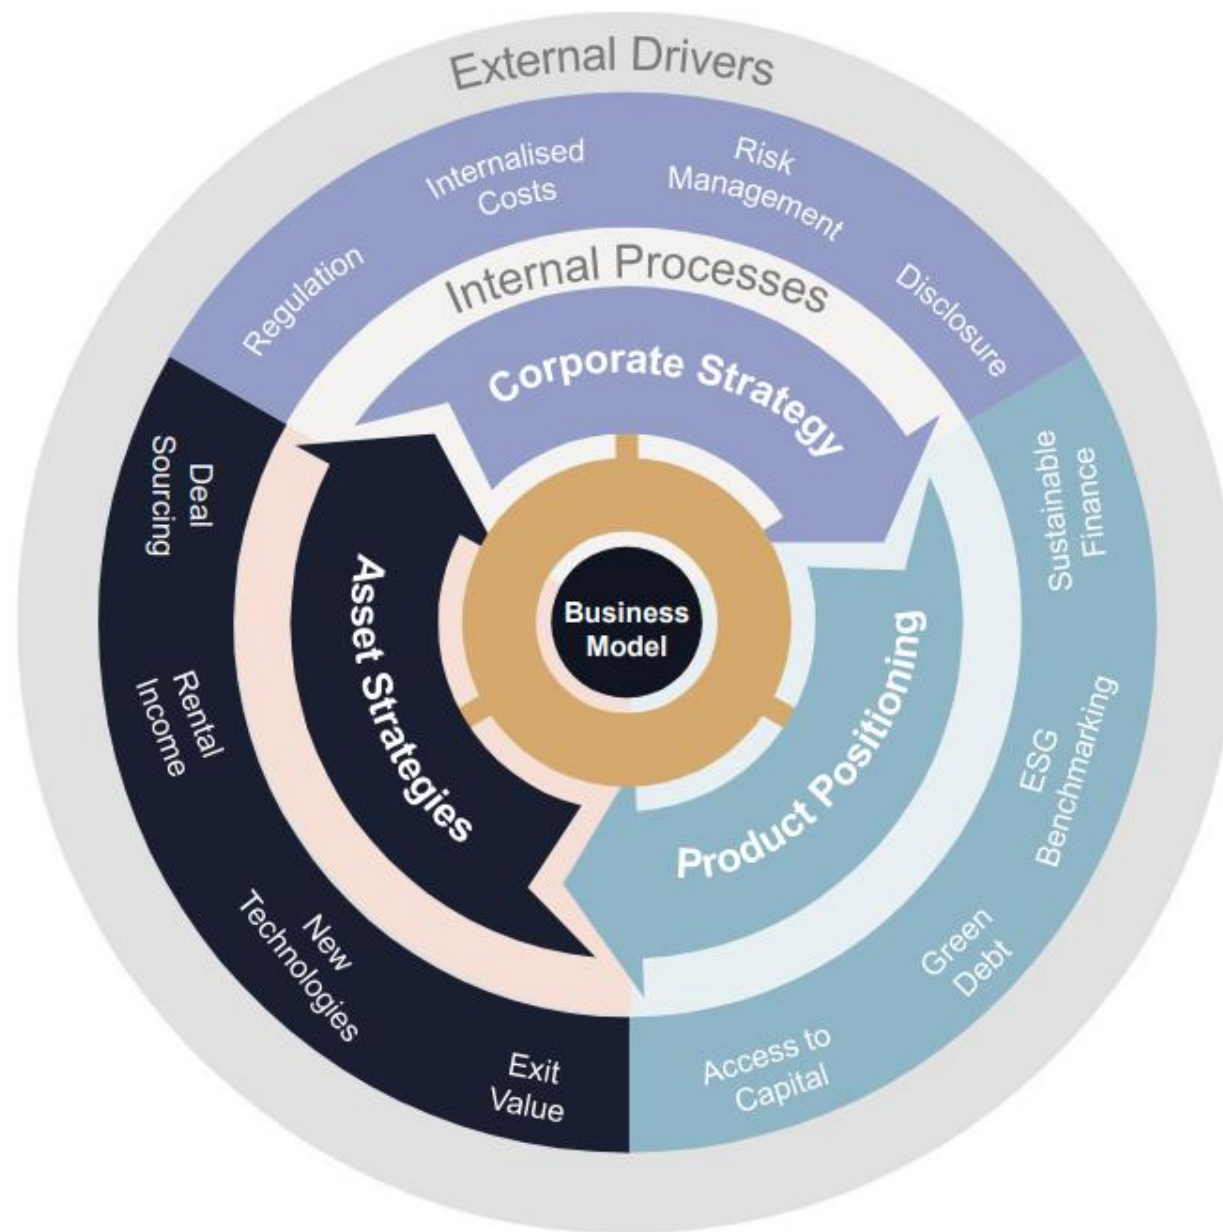 External Drivers
Internalised
Costs
Risk
Management
Regulation
Disclosure
Internal Processes
Corporate Strategy
Deal
Sourcing
Sustainable
Finance
Asset Strategies
Business
Model
Product Positioning
Rental
Income
ESG
Benchmarking
New
Technologies
Green
Debt
Exit
Value
Access to
Capital